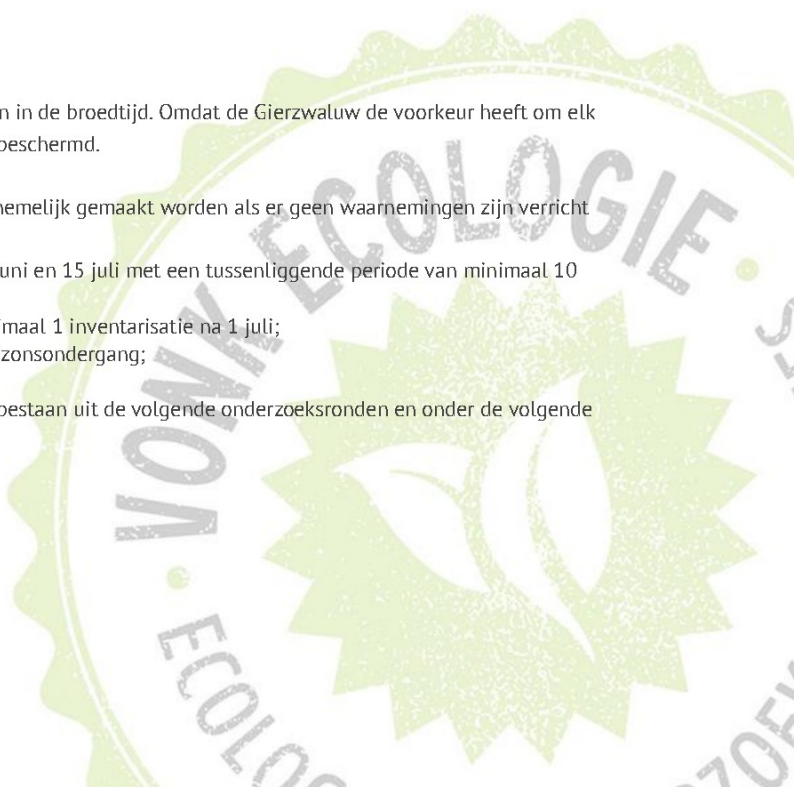 n in de broedtijd. Omdat de Gierzwaluw de voorkeur heeft om elk
beschermd.
nemelijk gemaakt worden als er geen waarnemingen zijn verricht
uni en 15 juli met een tussenliggende periode van minimaal 10
maal 1 inventarisatie na 1 juli;
zonsondergang;
bestaan uit de volgende onderzoeksronden en onder de volgende
VONK ECOLOGIE